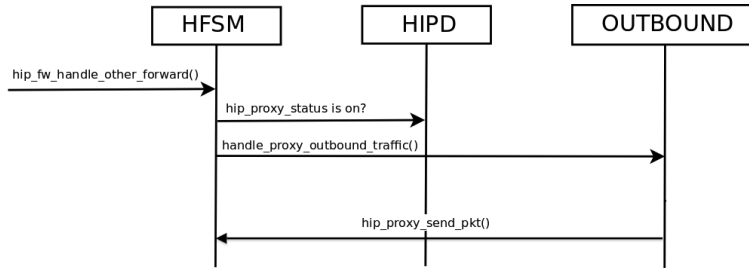 HFSM HIPD OUTBOUND
hip_fw_handle_other_forward()
hip_proxy_status is on?
handle_proxy_outbound_traffic()
hip_proxy_send_pkt()